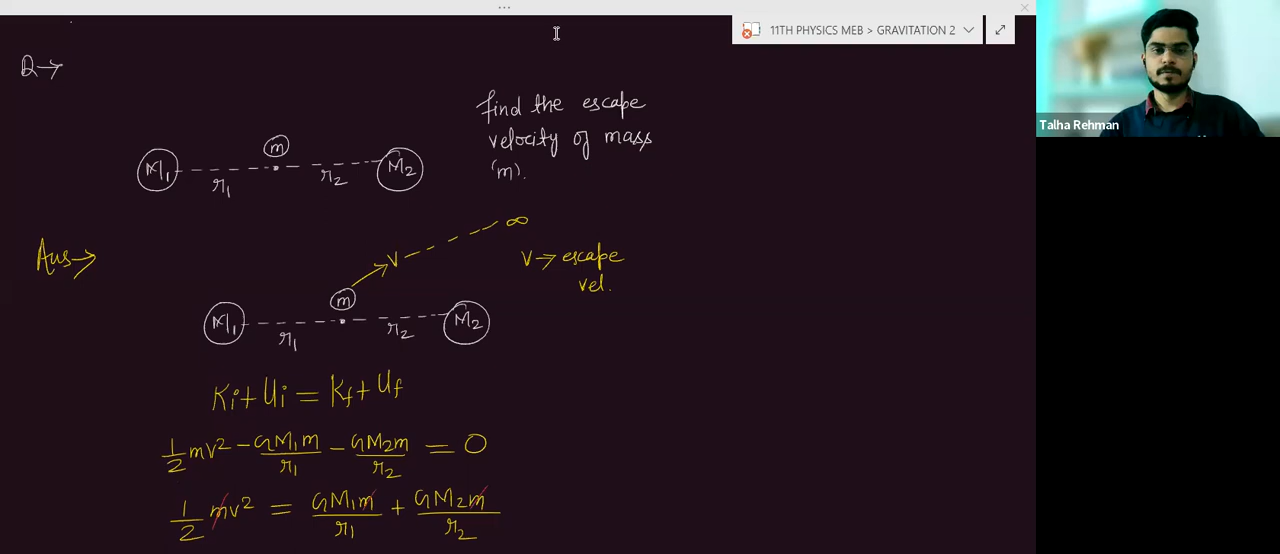 11TH PHYSICS MEB > GRAVITATION 2
Talha Rehman
Q→
find the escape
velocity of mass
'm'.
M₁ r₁ m r₂ M₂
Ans→
v ∞
v → escape
vel.
M₁ r₁ m r₂ M₂
Ki + Ui = Kf + Uf
1/2 mv² - GM₁m/r₁ - GM₂m/r₂ = 0
1/2 mv² = GM₁m/r₁ + GM₂m/r₂